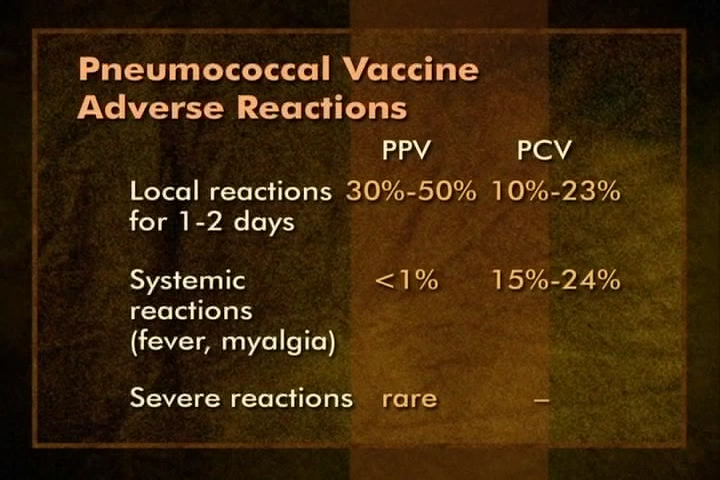 Pneumococcal Vaccine
Adverse Reactions
PPV PCV
Local reactions 30%-50% 10%-23%
for 1-2 days
Systemic <1% 15%-24%
reactions
(fever, myalgia)
Severe reactions rare –